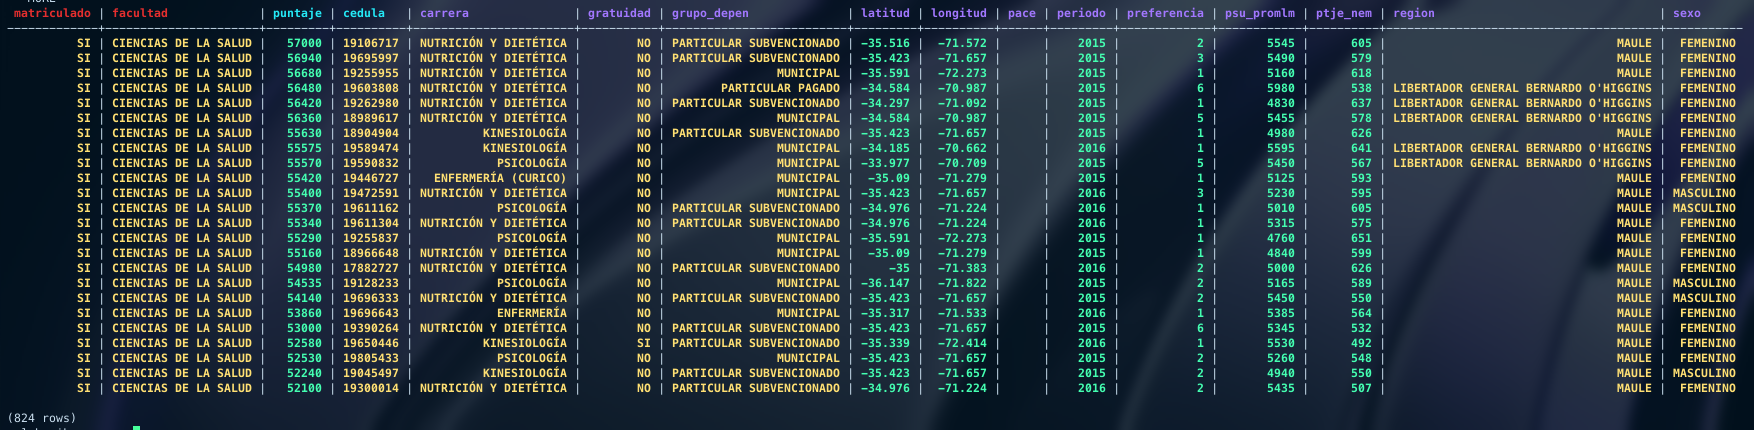 MORE
matriculado | facultad | puntaje | cedula | carrera | gratuidad | grupo_depen | latitud | longitud | pace | periodo | preferencia | psu_promlm | ptje_nem | region | sexo
SI | CIENCIAS DE LA SALUD | 57000 | 19106717 | NUTRICIÓN Y DIETÉTICA | NO | PARTICULAR SUBVENCIONADO | −35.516 | −71.572 | | 2015 | 2 | 5545 | 605 | MAULE | FEMENINO
SI | CIENCIAS DE LA SALUD | 56940 | 19695997 | NUTRICIÓN Y DIETÉTICA | NO | PARTICULAR SUBVENCIONADO | −35.423 | −71.657 | | 2015 | 3 | 5490 | 579 | MAULE | FEMENINO
SI | CIENCIAS DE LA SALUD | 56680 | 19255955 | NUTRICIÓN Y DIETÉTICA | NO | MUNICIPAL | −35.591 | −72.273 | | 2015 | 1 | 5160 | 618 | MAULE | FEMENINO
SI | CIENCIAS DE LA SALUD | 56480 | 19603808 | NUTRICIÓN Y DIETÉTICA | NO | PARTICULAR PAGADO | −34.584 | −70.987 | | 2015 | 6 | 5980 | 538 | LIBERTADOR GENERAL BERNARDO O'HIGGINS | FEMENINO
SI | CIENCIAS DE LA SALUD | 56420 | 19262980 | NUTRICIÓN Y DIETÉTICA | NO | PARTICULAR SUBVENCIONADO | −34.297 | −71.092 | | 2015 | 1 | 4830 | 637 | LIBERTADOR GENERAL BERNARDO O'HIGGINS | FEMENINO
SI | CIENCIAS DE LA SALUD | 56360 | 18989617 | NUTRICIÓN Y DIETÉTICA | NO | MUNICIPAL | −34.584 | −70.987 | | 2015 | 5 | 5455 | 578 | LIBERTADOR GENERAL BERNARDO O'HIGGINS | FEMENINO
SI | CIENCIAS DE LA SALUD | 55630 | 18904904 | KINESIOLOGÍA | NO | PARTICULAR SUBVENCIONADO | −35.423 | −71.657 | | 2015 | 1 | 4980 | 626 | MAULE | FEMENINO
SI | CIENCIAS DE LA SALUD | 55575 | 19589474 | KINESIOLOGÍA | NO | MUNICIPAL | −34.185 | −70.662 | | 2016 | 1 | 5595 | 641 | LIBERTADOR GENERAL BERNARDO O'HIGGINS | FEMENINO
SI | CIENCIAS DE LA SALUD | 55570 | 19590832 | PSICOLOGÍA | NO | MUNICIPAL | −33.977 | −70.709 | | 2015 | 5 | 5450 | 567 | LIBERTADOR GENERAL BERNARDO O'HIGGINS | FEMENINO
SI | CIENCIAS DE LA SALUD | 55420 | 19446727 | ENFERMERÍA (CURICO) | NO | MUNICIPAL | −35.09 | −71.279 | | 2015 | 1 | 5125 | 593 | MAULE | FEMENINO
SI | CIENCIAS DE LA SALUD | 55400 | 19472591 | NUTRICIÓN Y DIETÉTICA | NO | MUNICIPAL | −35.423 | −71.657 | | 2016 | 3 | 5230 | 595 | MAULE | MASCULINO
SI | CIENCIAS DE LA SALUD | 55370 | 19611162 | PSICOLOGÍA | NO | PARTICULAR SUBVENCIONADO | −34.976 | −71.224 | | 2016 | 1 | 5010 | 605 | MAULE | MASCULINO
SI | CIENCIAS DE LA SALUD | 55340 | 19611304 | NUTRICIÓN Y DIETÉTICA | NO | PARTICULAR SUBVENCIONADO | −34.976 | −71.224 | | 2016 | 1 | 5315 | 575 | MAULE | FEMENINO
SI | CIENCIAS DE LA SALUD | 55290 | 19255837 | PSICOLOGÍA | NO | MUNICIPAL | −35.591 | −72.273 | | 2015 | 1 | 4760 | 651 | MAULE | FEMENINO
SI | CIENCIAS DE LA SALUD | 55160 | 18966648 | NUTRICIÓN Y DIETÉTICA | NO | MUNICIPAL | −35.09 | −71.279 | | 2015 | 1 | 4840 | 599 | MAULE | FEMENINO
SI | CIENCIAS DE LA SALUD | 54980 | 17882727 | NUTRICIÓN Y DIETÉTICA | NO | PARTICULAR SUBVENCIONADO | −35 | −71.383 | | 2016 | 2 | 5000 | 626 | MAULE | FEMENINO
SI | CIENCIAS DE LA SALUD | 54535 | 19128233 | PSICOLOGÍA | NO | MUNICIPAL | −36.147 | −71.822 | | 2015 | 2 | 5165 | 589 | MAULE | MASCULINO
SI | CIENCIAS DE LA SALUD | 54140 | 19696333 | NUTRICIÓN Y DIETÉTICA | NO | PARTICULAR SUBVENCIONADO | −35.423 | −71.657 | | 2015 | 2 | 5450 | 550 | MAULE | MASCULINO
SI | CIENCIAS DE LA SALUD | 53860 | 19696643 | ENFERMERÍA | NO | MUNICIPAL | −35.317 | −71.533 | | 2016 | 1 | 5385 | 564 | MAULE | FEMENINO
SI | CIENCIAS DE LA SALUD | 53000 | 19390264 | NUTRICIÓN Y DIETÉTICA | NO | PARTICULAR SUBVENCIONADO | −35.423 | −71.657 | | 2015 | 6 | 5345 | 532 | MAULE | FEMENINO
SI | CIENCIAS DE LA SALUD | 52580 | 19650446 | KINESIOLOGÍA | SI | PARTICULAR SUBVENCIONADO | −35.339 | −72.414 | | 2016 | 1 | 5530 | 492 | MAULE | FEMENINO
SI | CIENCIAS DE LA SALUD | 52530 | 19805433 | PSICOLOGÍA | NO | MUNICIPAL | −35.423 | −71.657 | | 2015 | 2 | 5260 | 548 | MAULE | FEMENINO
SI | CIENCIAS DE LA SALUD | 52240 | 19045497 | KINESIOLOGÍA | NO | PARTICULAR SUBVENCIONADO | −35.423 | −71.657 | | 2015 | 2 | 4940 | 550 | MAULE | MASCULINO
SI | CIENCIAS DE LA SALUD | 52100 | 19300014 | NUTRICIÓN Y DIETÉTICA | NO | PARTICULAR SUBVENCIONADO | −34.976 | −71.224 | | 2016 | 2 | 5435 | 507 | MAULE | FEMENINO
(824 rows)